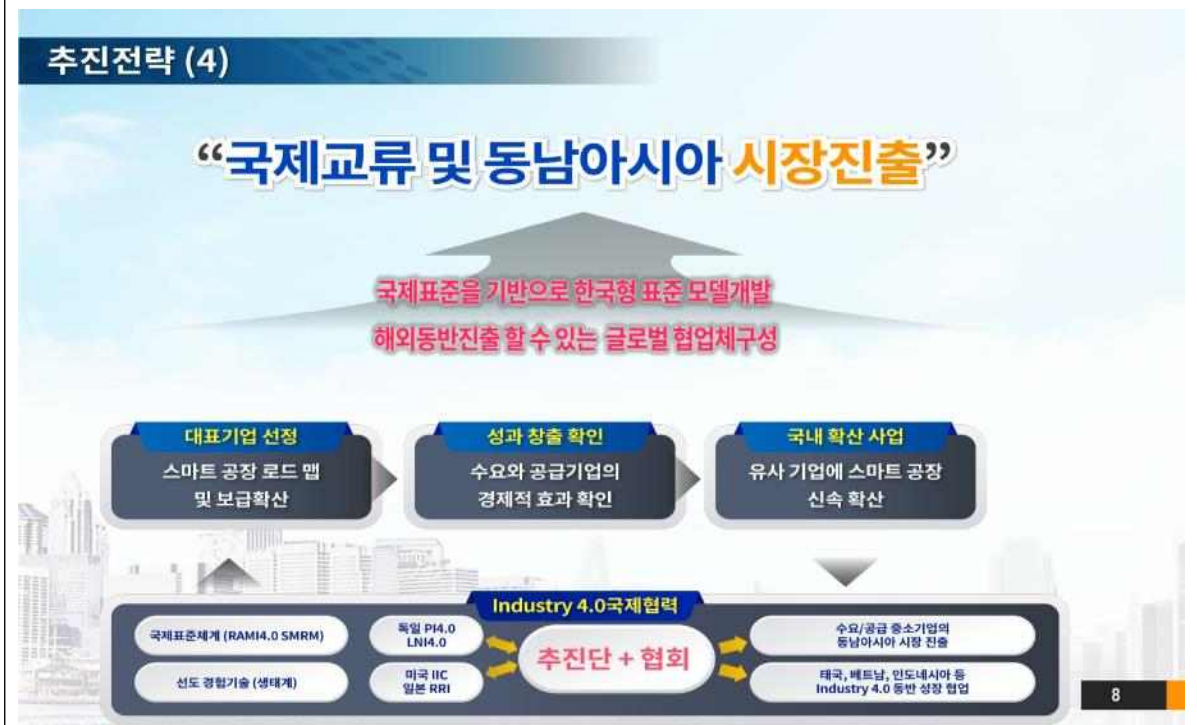 추진전략 (4)
“국제교류 및 동남아시아 시장진출”
국제표준을 기반으로 한국형 표준 모델개발
해외동반진출 할 수 있는 글로벌 협업체구성
대표기업 선정
스마트 공장 로드 맵
및 보급확산
성과 창출 확인
수요와 공급기업의
경제적 효과 확인
국내 확산 사업
유사 기업에 스마트 공장
신속 확산
Industry 4.0국제협력
국제표준체계 (RAMI4.0 SMRM)
선도 경험기술 (생태계)
독일 PI4.0
LNI4.0
미국 IIC
일본 RRI
추진단 + 협회
수요/공급 중소기업의
동남아시아 시장 진출
태국, 베트남, 인도네시아 등
Industry 4.0 동반 성장 협업
8